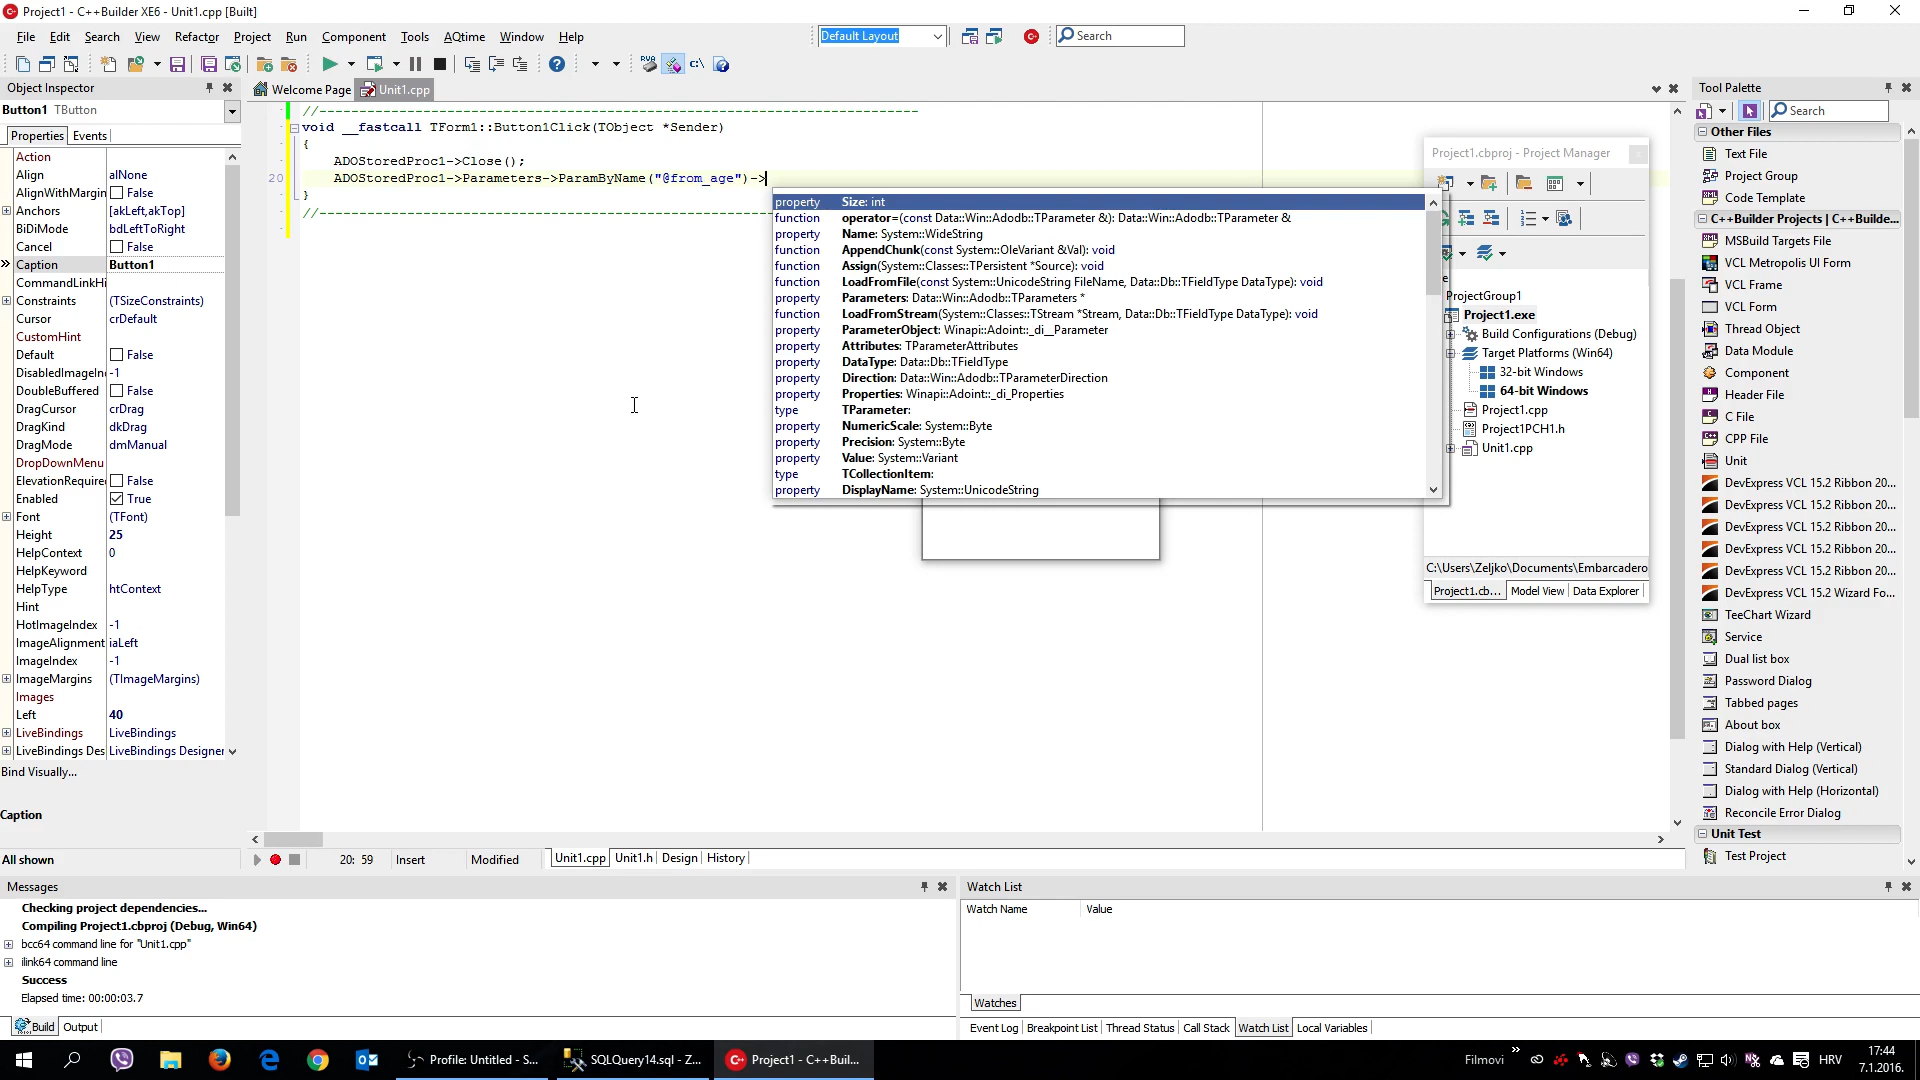 Project1 - C++Builder XE6 - Unit1.cpp [Built]
File Edit Search View Refactor Project Run Component Tools AQtime Window Help
Default Layout
Search
Object Inspector
Button1 TButton
Properties Events
Action
Align alNone
AlignWithMargin False
Anchors [akLeft,akTop]
BiDiMode bdLeftToRight
Cancel False
Caption Button1
CommandLinkHi
Constraints (TSizeConstraints)
Cursor crDefault
CustomHint
Default False
DisabledImageIn -1
DoubleBuffered False
DragCursor crDrag
DragKind dkDrag
DragMode dmManual
DropDownMenu
ElevationRequire False
Enabled True
Font (TFont)
Height 25
HelpContext 0
HelpKeyword
HelpType htContext
Hint
HotImageIndex -1
ImageAlignment iaLeft
ImageIndex -1
ImageMargins (TImageMargins)
Images
Left 40
LiveBindings LiveBindings
LiveBindings Des LiveBindings Designer
Bind Visually...
Caption
All shown
Welcome Page Unit1.cpp
//---------------------------------------------------------------------------
void __fastcall TForm1::Button1Click(TObject *Sender)
{
ADOStoredProc1->Close();
20 ADOStoredProc1->Parameters->ParamByName("@from_age")->
}
//---------------------------------------------------------------------------
property Size: int
function operator=(const Data::Win::Adodb::TParameter &): Data::Win::Adodb::TParameter &
property Name: System::WideString
function AppendChunk(const System::OleVariant &Val): void
function Assign(System::Classes::TPersistent *Source): void
function LoadFromFile(const System::UnicodeString FileName, Data::Db::TFieldType DataType): void
property Parameters: Data::Win::Adodb::TParameters *
function LoadFromStream(System::Classes::TStream *Stream, Data::Db::TFieldType DataType): void
property ParameterObject: Winapi::Adoint::_di__Parameter
property Attributes: TParameterAttributes
property DataType: Data::Db::TFieldType
property Direction: Data::Win::Adodb::TParameterDirection
property Properties: Winapi::Adoint::_di_Properties
type TParameter:
property NumericScale: System::Byte
property Precision: System::Byte
property Value: System::Variant
type TCollectionItem:
property DisplayName: System::UnicodeString
20: 59 Insert Modified Unit1.cpp Unit1.h Design History
Project1.cbproj - Project Manager
e
ProjectGroup1
Project1.exe
Build Configurations (Debug)
Target Platforms (Win64)
32-bit Windows
64-bit Windows
Project1.cpp
Project1PCH1.h
Unit1.cpp
C:\Users\Zeljko\Documents\Embarcadero
Project1.cb... Model View Data Explorer
Tool Palette
Search
Other Files
Text File
Project Group
Code Template
C++Builder Projects | C++Builde...
MSBuild Targets File
VCL Metropolis UI Form
VCL Frame
VCL Form
Thread Object
Data Module
Component
Header File
C File
CPP File
Unit
DevExpress VCL 15.2 Ribbon 20...
DevExpress VCL 15.2 Ribbon 20...
DevExpress VCL 15.2 Ribbon 20...
DevExpress VCL 15.2 Ribbon 20...
DevExpress VCL 15.2 Ribbon 20...
DevExpress VCL 15.2 Wizard Fo...
TeeChart Wizard
Service
Dual list box
Password Dialog
Tabbed pages
About box
Dialog with Help (Vertical)
Standard Dialog (Vertical)
Dialog with Help (Horizontal)
Reconcile Error Dialog
Unit Test
Test Project
Messages
Checking project dependencies...
Compiling Project1.cbproj (Debug, Win64)
bcc64 command line for "Unit1.cpp"
ilink64 command line
Success
Elapsed time: 00:00:03.7
Build Output
Watch List
Watch Name Value
Watches
Event Log Breakpoint List Thread Status Call Stack Watch List Local Variables
Profile: Untitled - S... SQLQuery14.sql - Z... Project1 - C++Buil...
Filmovi HRV
17:44
7.1.2016.